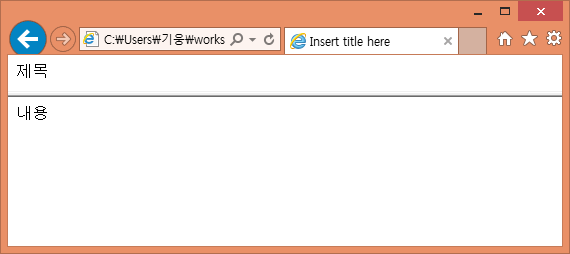 C:₩Users₩기웅₩works
Insert title here
제목
내용